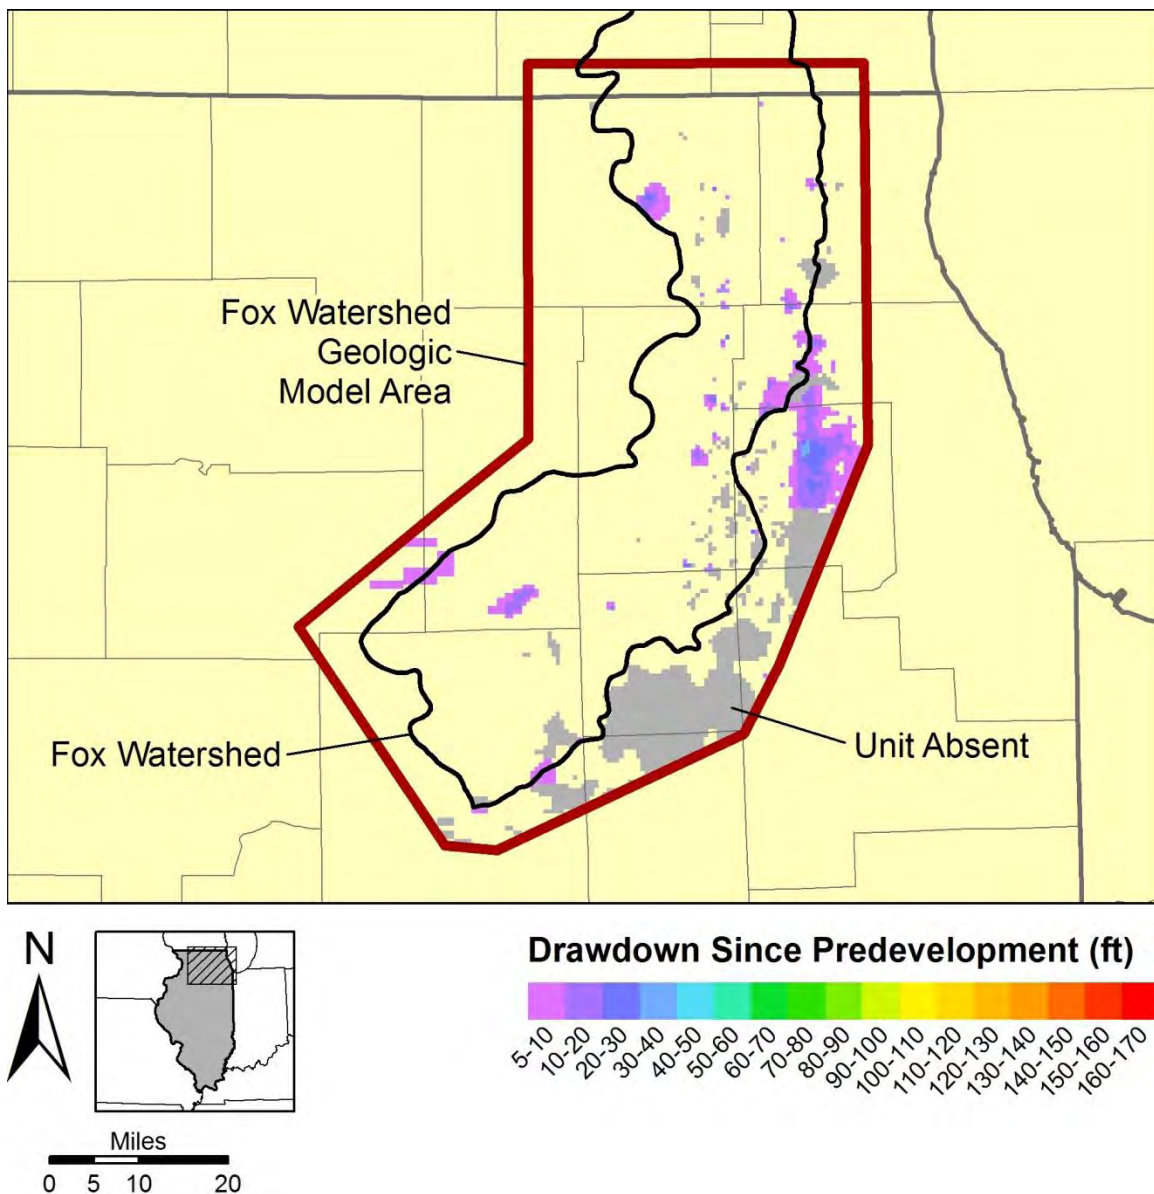 Fox Watershed
Geologic
Model Area
Fox Watershed
Unit Absent
N
Drawdown Since Predevelopment (ft)
5-10
10-20
20-30
30-40
40-50
50-60
60-70
70-80
80-90
90-100
100-110
110-120
120-130
130-140
140-150
150-160
160-170
Miles
0 5 10 20